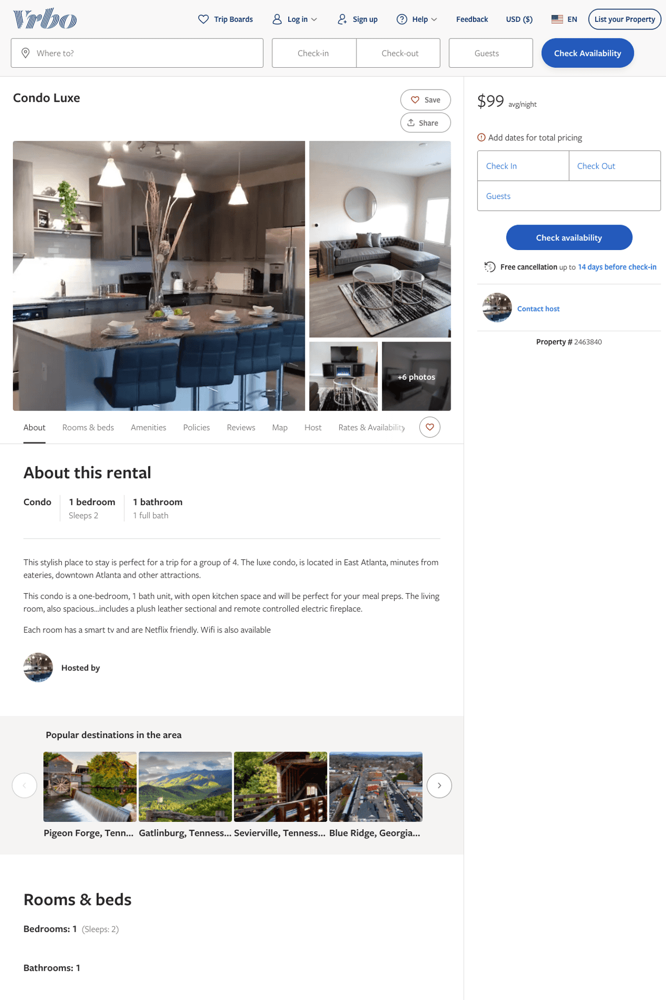 Vrbo
Trip Boards
Log in
Sign up
Help
Feedback
USD ($)
EN
List your Property
Where to?
Check-in
Check-out
Guests
Check Availability
Condo Luxe
Save
Share
$99 avg/night
Add dates for total pricing
Check In
Check Out
Guests
Check availability
Free cancellation up to 14 days before check-in
Contact host
Property # 2463840
+6 photos
About
Rooms & beds
Amenities
Policies
Reviews
Map
Host
Rates & Availability
About this rental
Condo
1 bedroom
Sleeps 2
1 bathroom
1 full bath
This stylish place to stay is perfect for a trip for a group of 4. The luxe condo, is located in East Atlanta, minutes from
eateries, downtown Atlanta and other attractions.
This condo is a one-bedroom, 1 bath unit, with open kitchen space and will be perfect for your meal preps. The living
room, also spacious...includes a plush leather sectional and remote controlled electric fireplace.
Each room has a smart tv and are Netflix friendly. Wifi is also available
Hosted by
Popular destinations in the area
Pigeon Forge, Tenn...
Gatlinburg, Tenness...
Sevierville, Tenness...
Blue Ridge, Georgia...
Rooms & beds
Bedrooms: 1 (Sleeps: 2)
Bathrooms: 1